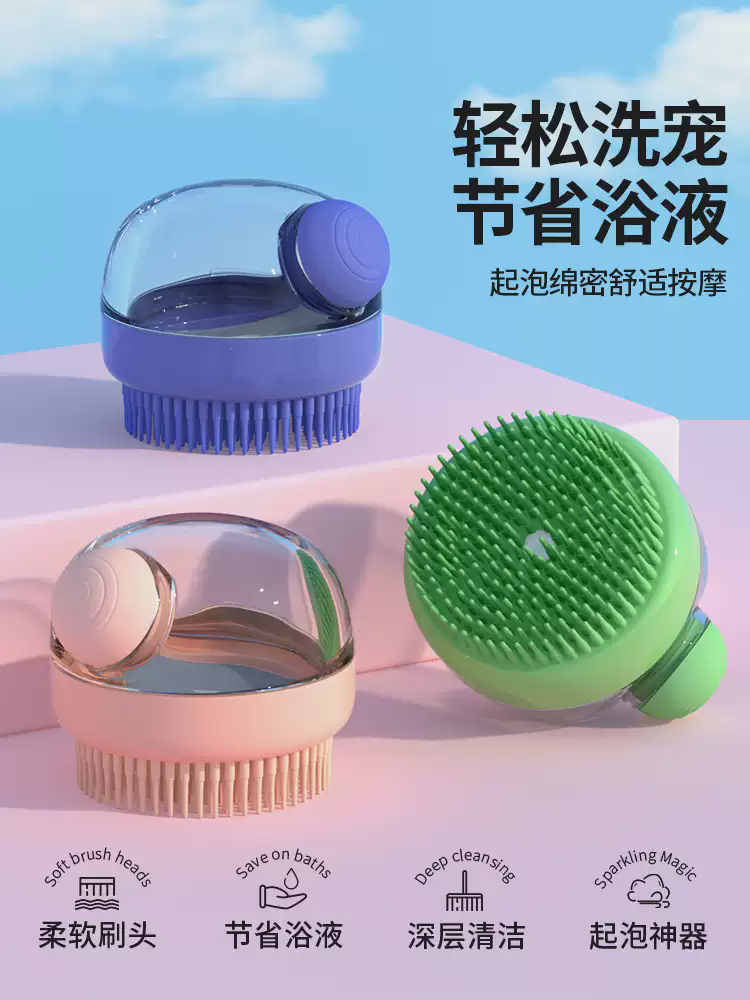 轻松洗宠
节省浴液
起泡绵密舒适按摩
Soft brush heads
柔软刷头
Save on baths
节省浴液
Deep cleansing
深层清洁
Sparkling Magic
起泡神器